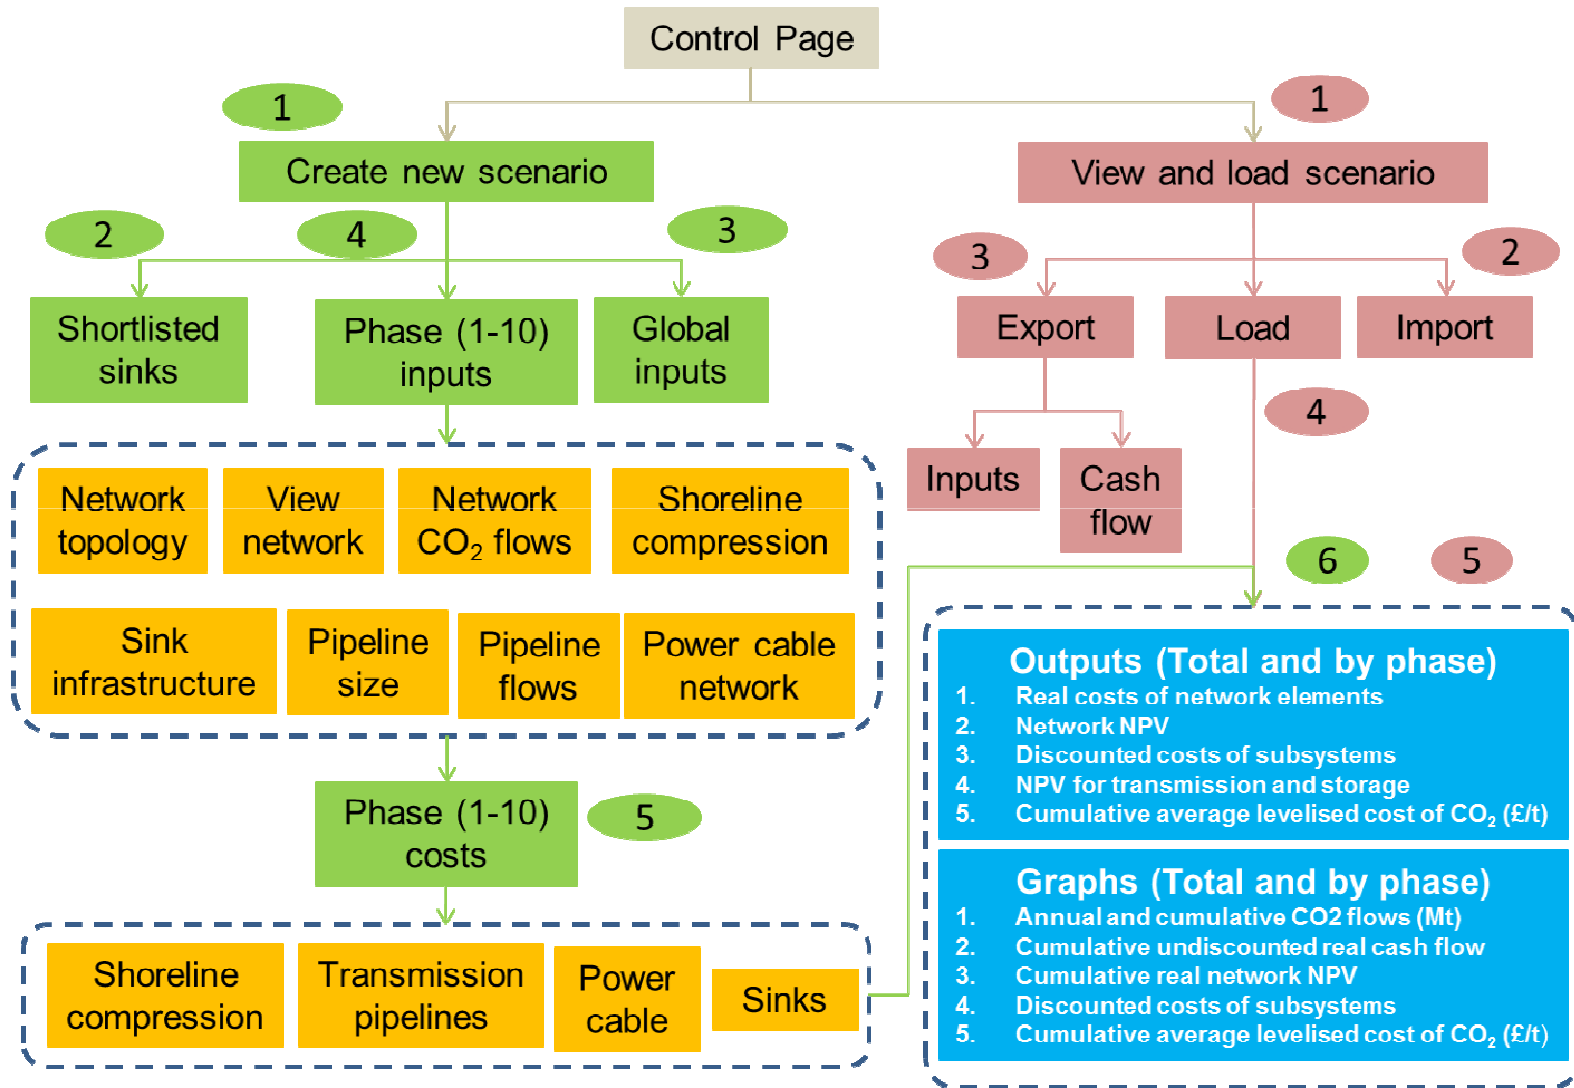 Control Page
1
1
Create new scenario
View and load scenario
2
4
3
3
2
Shortlisted
sinks
Phase (1-10)
inputs
Global
inputs
Export
Load
Import
4
Inputs
Cash
flow
Network
topology
View
network
Network
CO2 flows
Shoreline
compression
Sink
infrastructure
Pipeline
size
Pipeline
flows
Power cable
network
6
5
Phase (1-10)
costs
5
Shoreline
compression
Transmission
pipelines
Power
cable
Sinks
Outputs (Total and by phase)
1. Real costs of network elements
2. Network NPV
3. Discounted costs of subsystems
4. NPV for transmission and storage
5. Cumulative average levelised cost of CO2 (£/t)
Graphs (Total and by phase)
1. Annual and cumulative CO2 flows (Mt)
2. Cumulative undiscounted real cash flow
3. Cumulative real network NPV
4. Discounted costs of subsystems
5. Cumulative average levelised cost of CO2 (£/t)